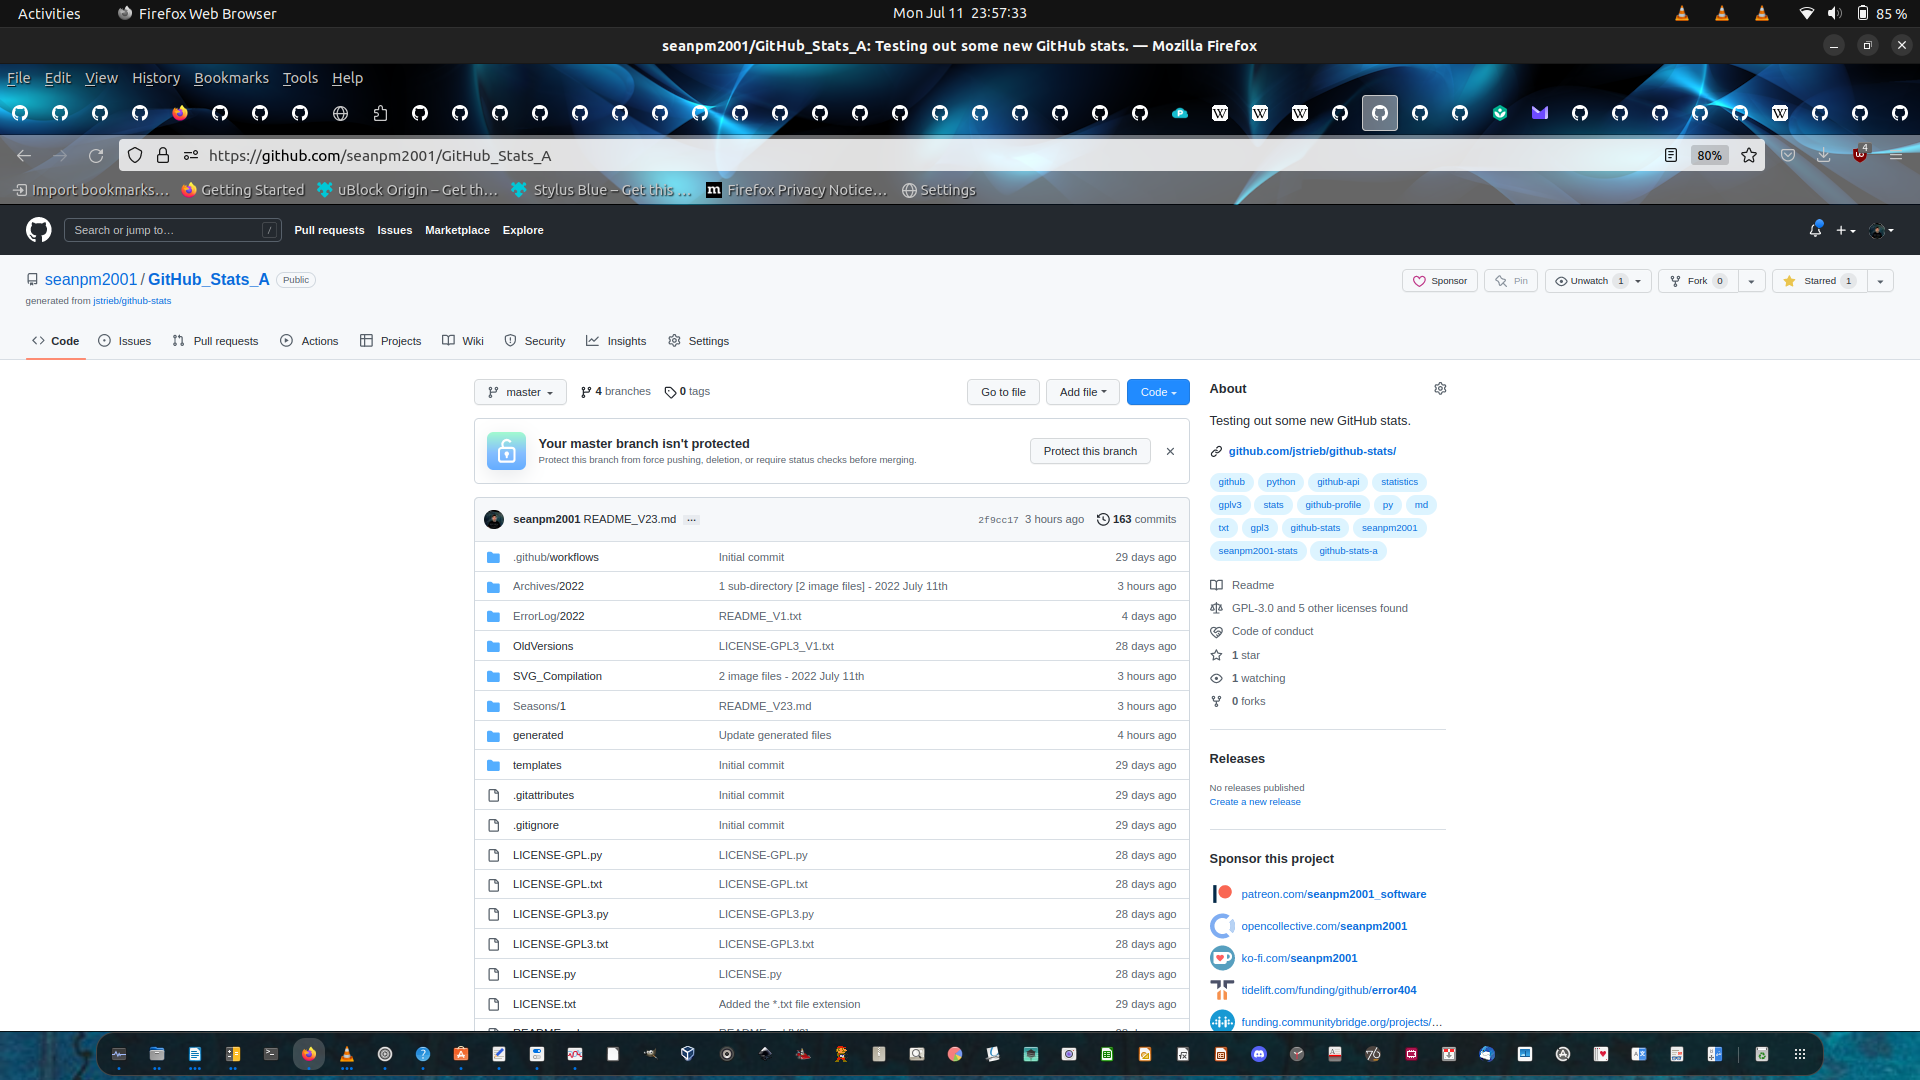 Activities
Firefox Web Browser
Mon Jul 11 23:57:33
85 %
seanpm2001/GitHub_Stats_A: Testing out some new GitHub stats. — Mozilla Firefox
File Edit View History Bookmarks Tools Help
https://github.com/seanpm2001/GitHub_Stats_A
80%
4
Import bookmarks…
Getting Started
uBlock Origin – Get th…
Stylus Blue – Get this …
Firefox Privacy Notice…
Settings
Search or jump to…
/
Pull requests Issues Marketplace Explore
seanpm2001 / GitHub_Stats_A Public
Sponsor
Pin
Unwatch 1
Fork 0
Starred 1
generated from jstrieb/github-stats
Code Issues Pull requests Actions Projects Wiki Security Insights Settings
master
4 branches
0 tags
Go to file
Add file
Code
Your master branch isn't protected
Protect this branch from force pushing, deletion, or require status checks before merging.
Protect this branch
seanpm2001 README_V23.md ...
2f9cc17 3 hours ago
163 commits
.github/workflows Initial commit 29 days ago
Archives/2022 1 sub-directory [2 image files] - 2022 July 11th 3 hours ago
ErrorLog/2022 README_V1.txt 4 days ago
OldVersions LICENSE-GPL3_V1.txt 28 days ago
SVG_Compilation 2 image files - 2022 July 11th 3 hours ago
Seasons/1 README_V23.md 3 hours ago
generated Update generated files 4 hours ago
templates Initial commit 29 days ago
.gitattributes Initial commit 29 days ago
.gitignore Initial commit 29 days ago
LICENSE-GPL.py LICENSE-GPL.py 28 days ago
LICENSE-GPL.txt LICENSE-GPL.txt 28 days ago
LICENSE-GPL3.py LICENSE-GPL3.py 28 days ago
LICENSE-GPL3.txt LICENSE-GPL3.txt 28 days ago
LICENSE.py LICENSE.py 28 days ago
LICENSE.txt Added the *.txt file extension 29 days ago
About
Testing out some new GitHub stats.
github.com/jstrieb/github-stats/
github python github-api statistics
gplv3 stats github-profile py md
txt gpl3 github-stats seanpm2001
seanpm2001-stats github-stats-a
Readme
GPL-3.0 and 5 other licenses found
Code of conduct
1 star
1 watching
0 forks
Releases
No releases published
Create a new release
Sponsor this project
patreon.com/seanpm2001_software
opencollective.com/seanpm2001
ko-fi.com/seanpm2001
tidelift.com/funding/github/error404
funding.communitybridge.org/projects/…